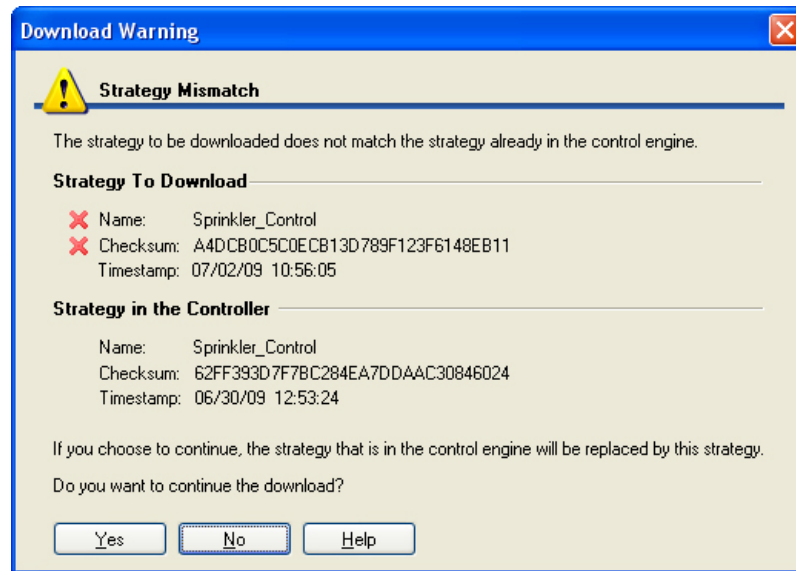 Download Warning
Strategy Mismatch
The strategy to be downloaded does not match the strategy already in the control engine.
Strategy To Download
Name: Sprinkler_Control
Checksum: A4DCB0C5C0ECB13D789F123F6148EB11
Timestamp: 07/02/09 10:56:05
Strategy in the Controller
Name: Sprinkler_Control
Checksum: 62FF393D7F7BC284EA7DDAAC30846024
Timestamp: 06/30/09 12:53:24
If you choose to continue, the strategy that is in the control engine will be replaced by this strategy.
Do you want to continue the download?
Yes No Help